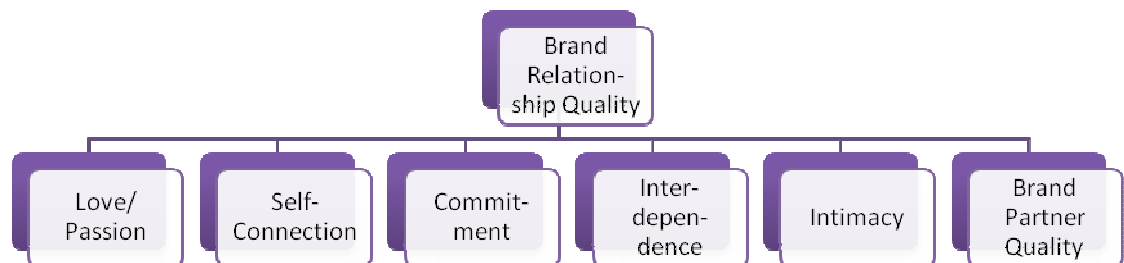 Brand
Relation-
ship Quality
Love/
Passion
Self-
Connection
Commit-
ment
Inter-
depen-
dence
Intimacy
Brand
Partner
Quality